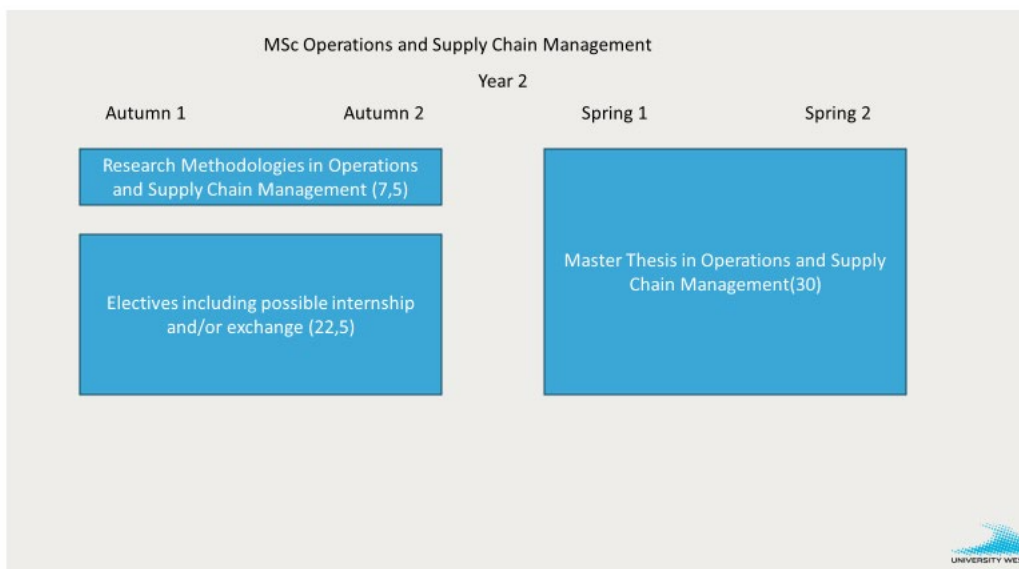 MSc Operations and Supply Chain Management
Year 2
Autumn 1
Autumn 2
Spring 1
Spring 2
Research Methodologies in Operations
and Supply Chain Management (7,5)
Electives including possible internship
and/or exchange (22,5)
Master Thesis in Operations and Supply
Chain Management(30)
UNIVERSITY WES